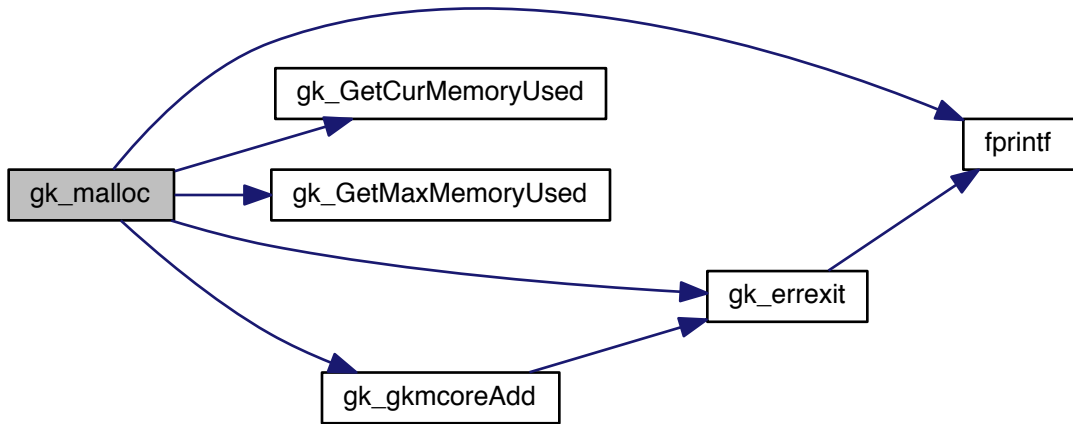 gk_GetCurMemoryUsed
fprintf
gk_malloc
gk_GetMaxMemoryUsed
gk_errexit
gk_gkmcoreAdd